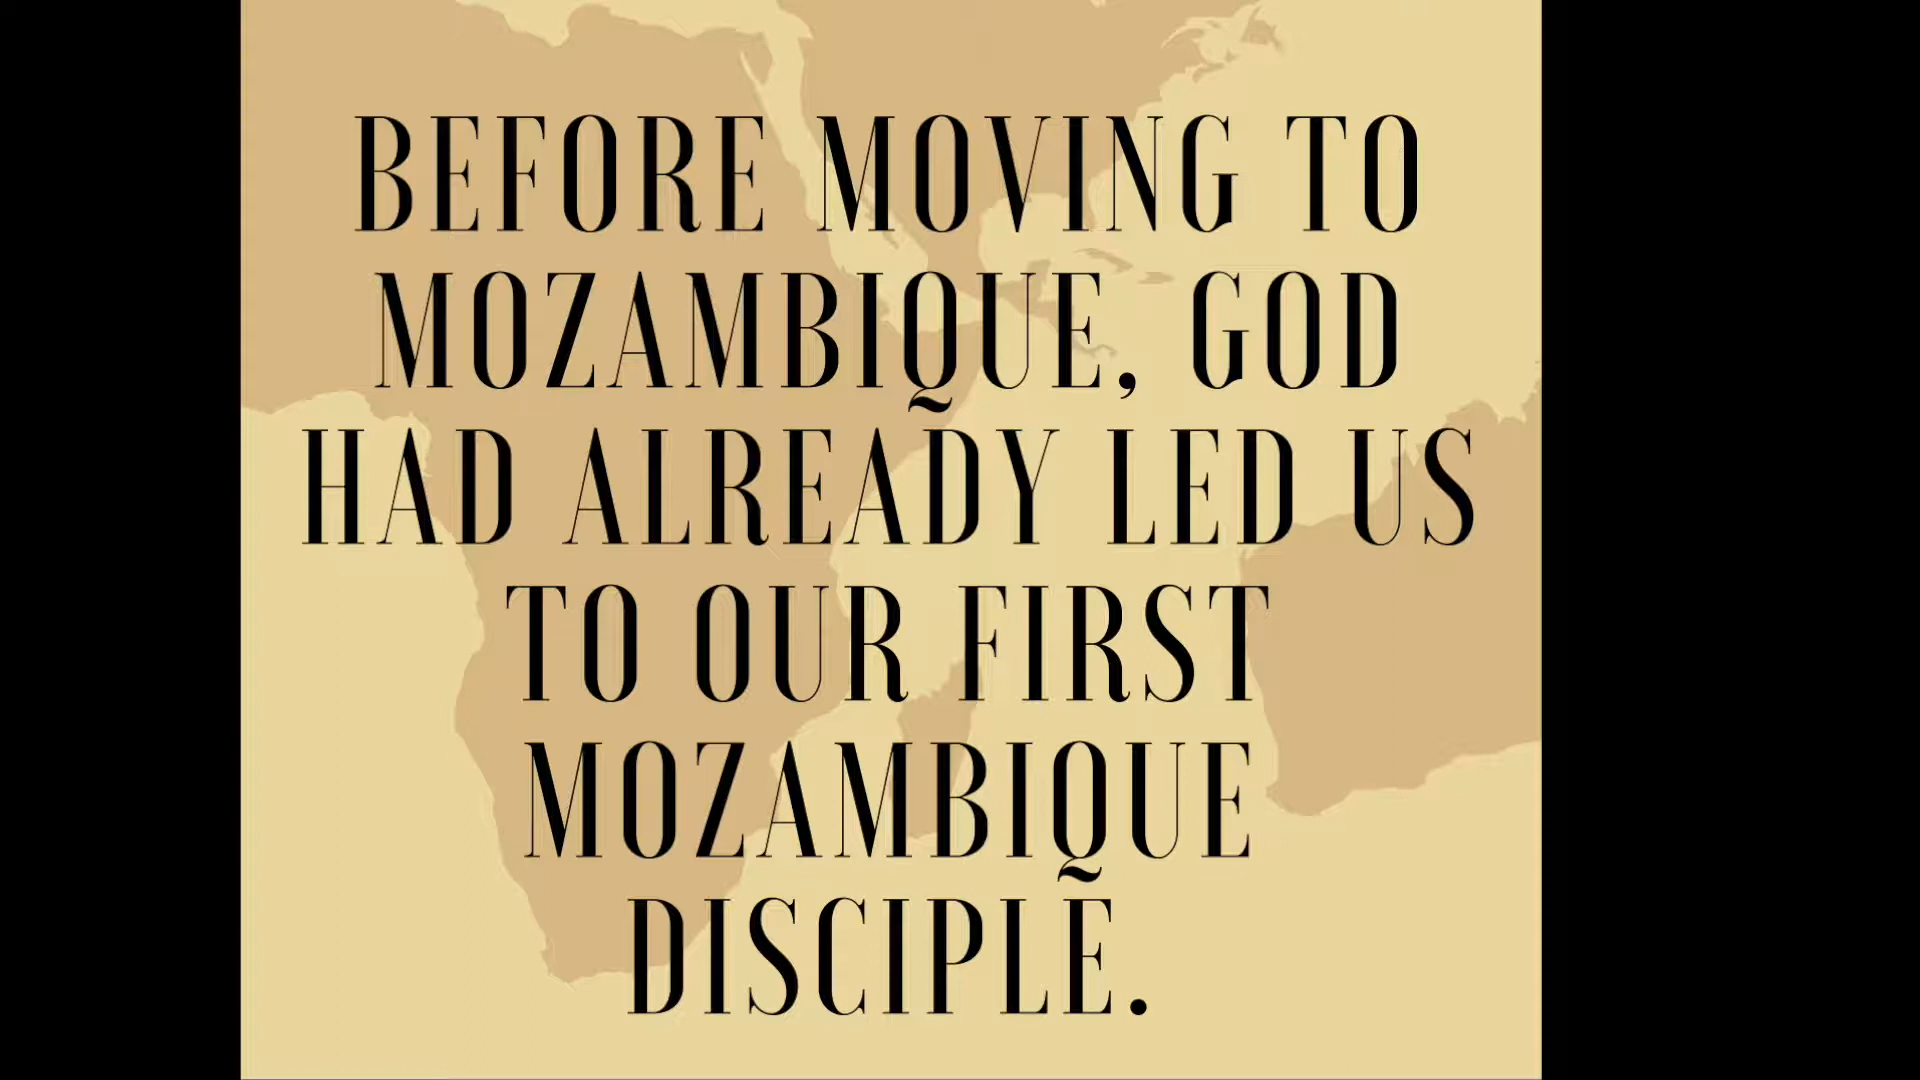 BEFORE MOVING TO
MOZAMBIQUE, GOD
HAD ALREADY LED US
TO OUR FIRST
MOZAMBIQUE
DISCIPLE.